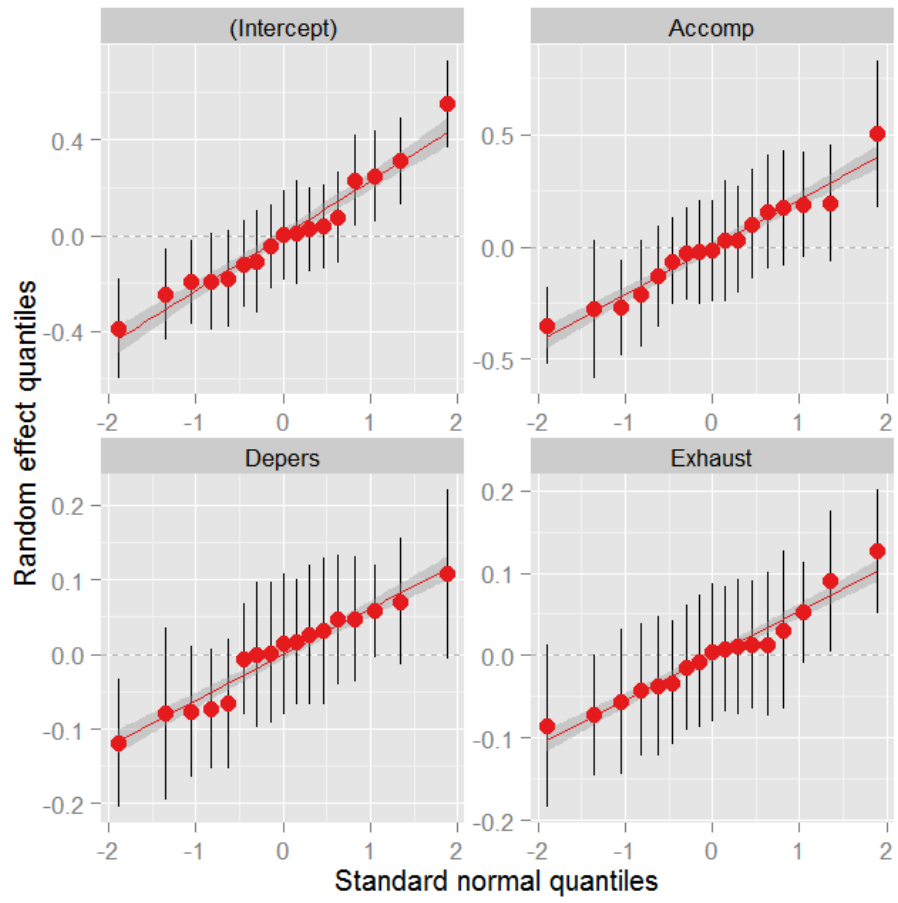 (Intercept)
Accomp
0.4
0.0
-0.4
0.5
0.0
-0.5
-2 -1 0 1 2
-2 -1 0 1 2
Depers
Exhaust
0.2
0.1
0.0
-0.1
-0.2
0.2
0.1
0.0
-0.1
-0.2
-2 -1 0 1 2
-2 -1 0 1 2
Random effect quantiles
Standard normal quantiles